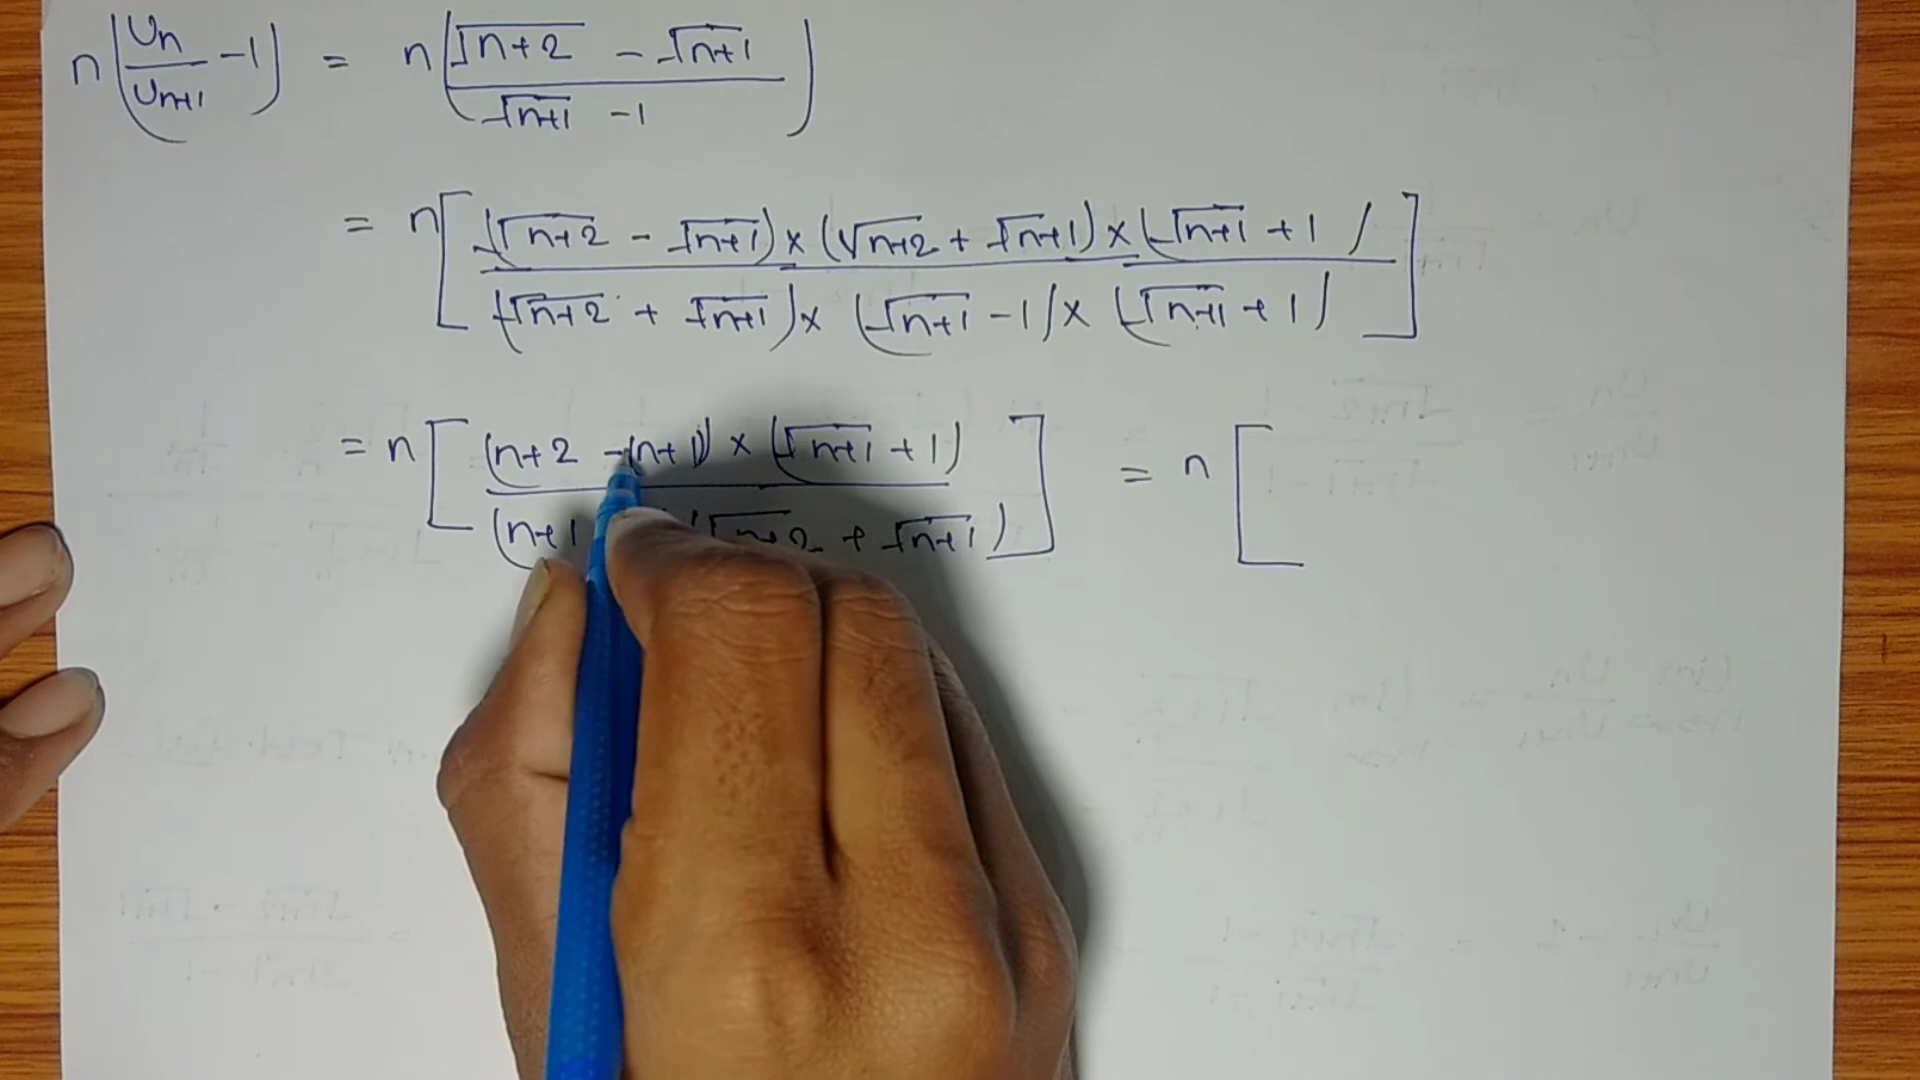 n(Un/Un+1 - 1) = n((√n+2 - √n+1)/(√n+1 - 1))
= n[((√n+2 - √n+1) × (√n+2 + √n+1) × (√n+1 + 1))/((√n+2 + √n+1) × (√n+1 - 1) × (√n+1 + 1))]
= n[((n+2 - (n+1)) × (√n+1 + 1))/((n+1 (√n+2 + √n+1))] = n[